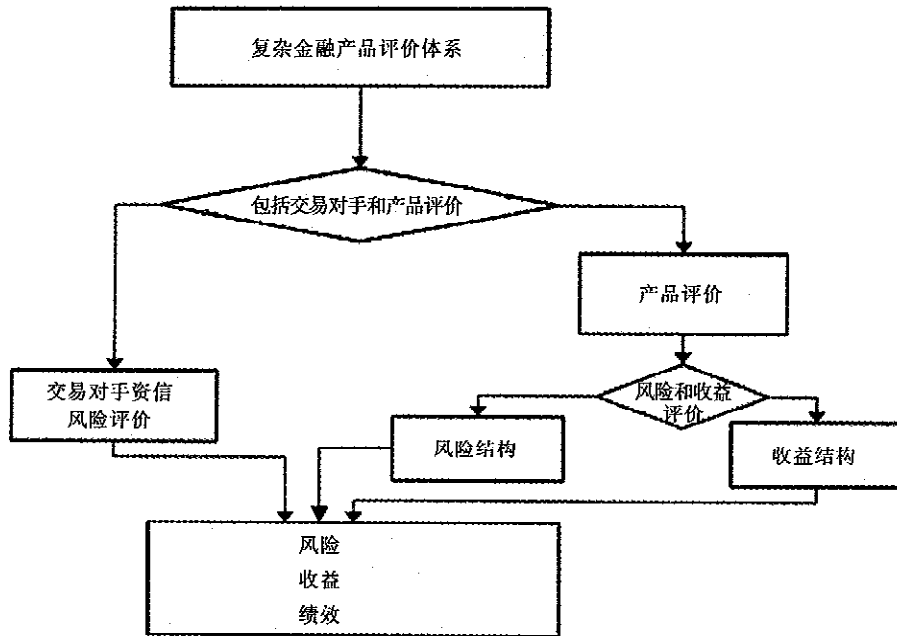 复杂金融产品评价体系
包括交易对手和产品评价
产品评价
交易对手资信
风险评价
风险和收益
评价
风险结构
收益结构
风险
收益
绩效